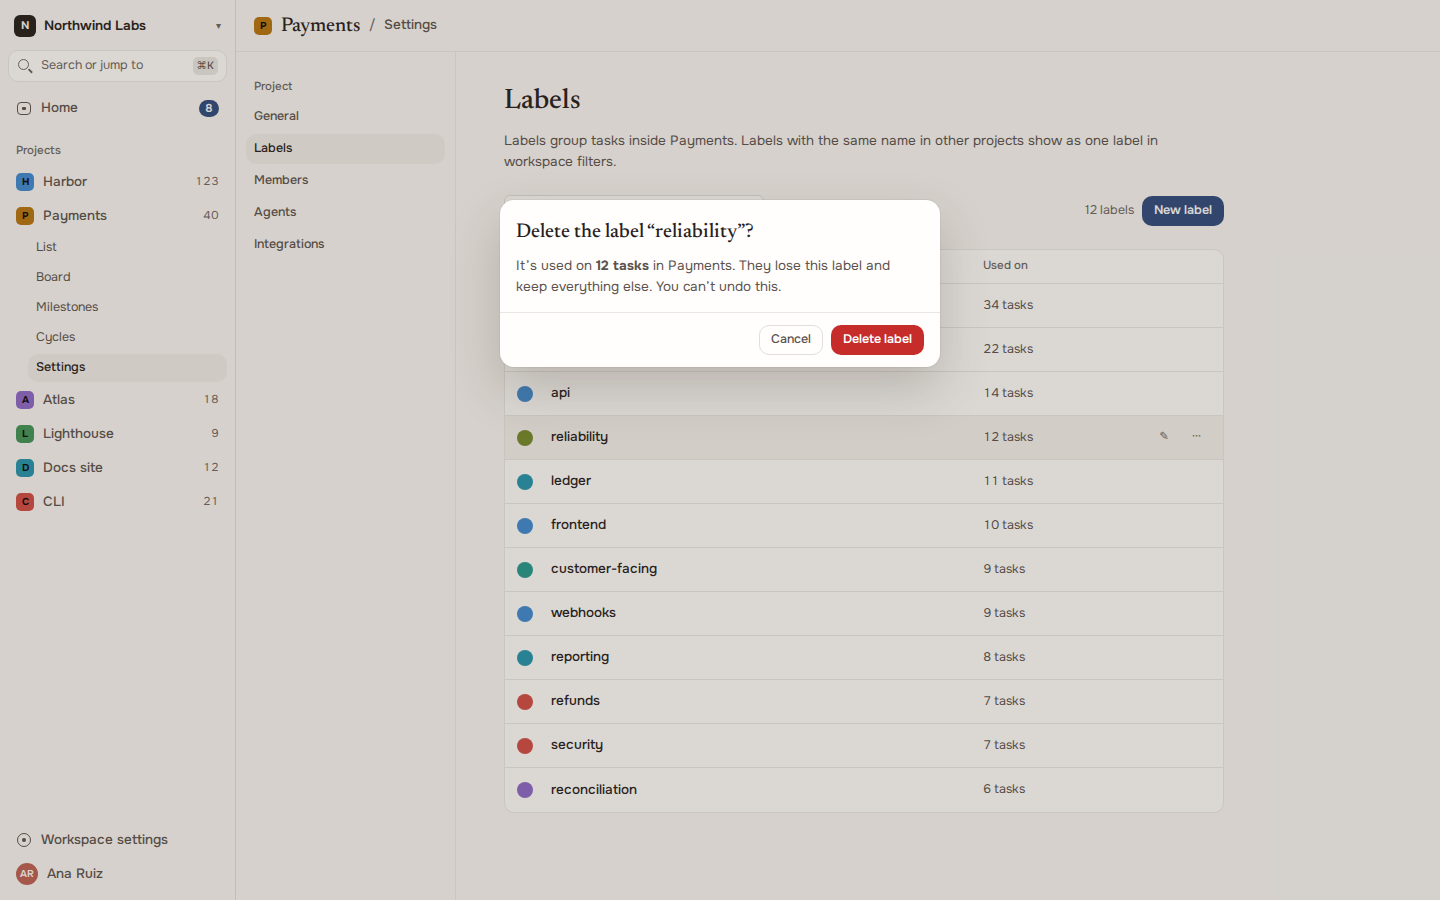 N Northwind Labs
Search or jump to ⌘K
Home 8
Projects
H Harbor 123
P Payments 40
List
Board
Milestones
Cycles
Settings
A Atlas 18
L Lighthouse 9
D Docs site 12
C CLI 21
Workspace settings
AR Ana Ruiz
P Payments / Settings
Project
General
Labels
Members
Agents
Integrations
Labels
Labels group tasks inside Payments. Labels with the same name in other projects show as one label in
workspace filters.
12 labels New label
Used on
34 tasks
22 tasks
Delete the label “reliability”?
It’s used on 12 tasks in Payments. They lose this label and
keep everything else. You can’t undo this.
Cancel Delete label
api 14 tasks
reliability 12 tasks
ledger 11 tasks
frontend 10 tasks
customer-facing 9 tasks
webhooks 9 tasks
reporting 8 tasks
refunds 7 tasks
security 7 tasks
reconciliation 6 tasks